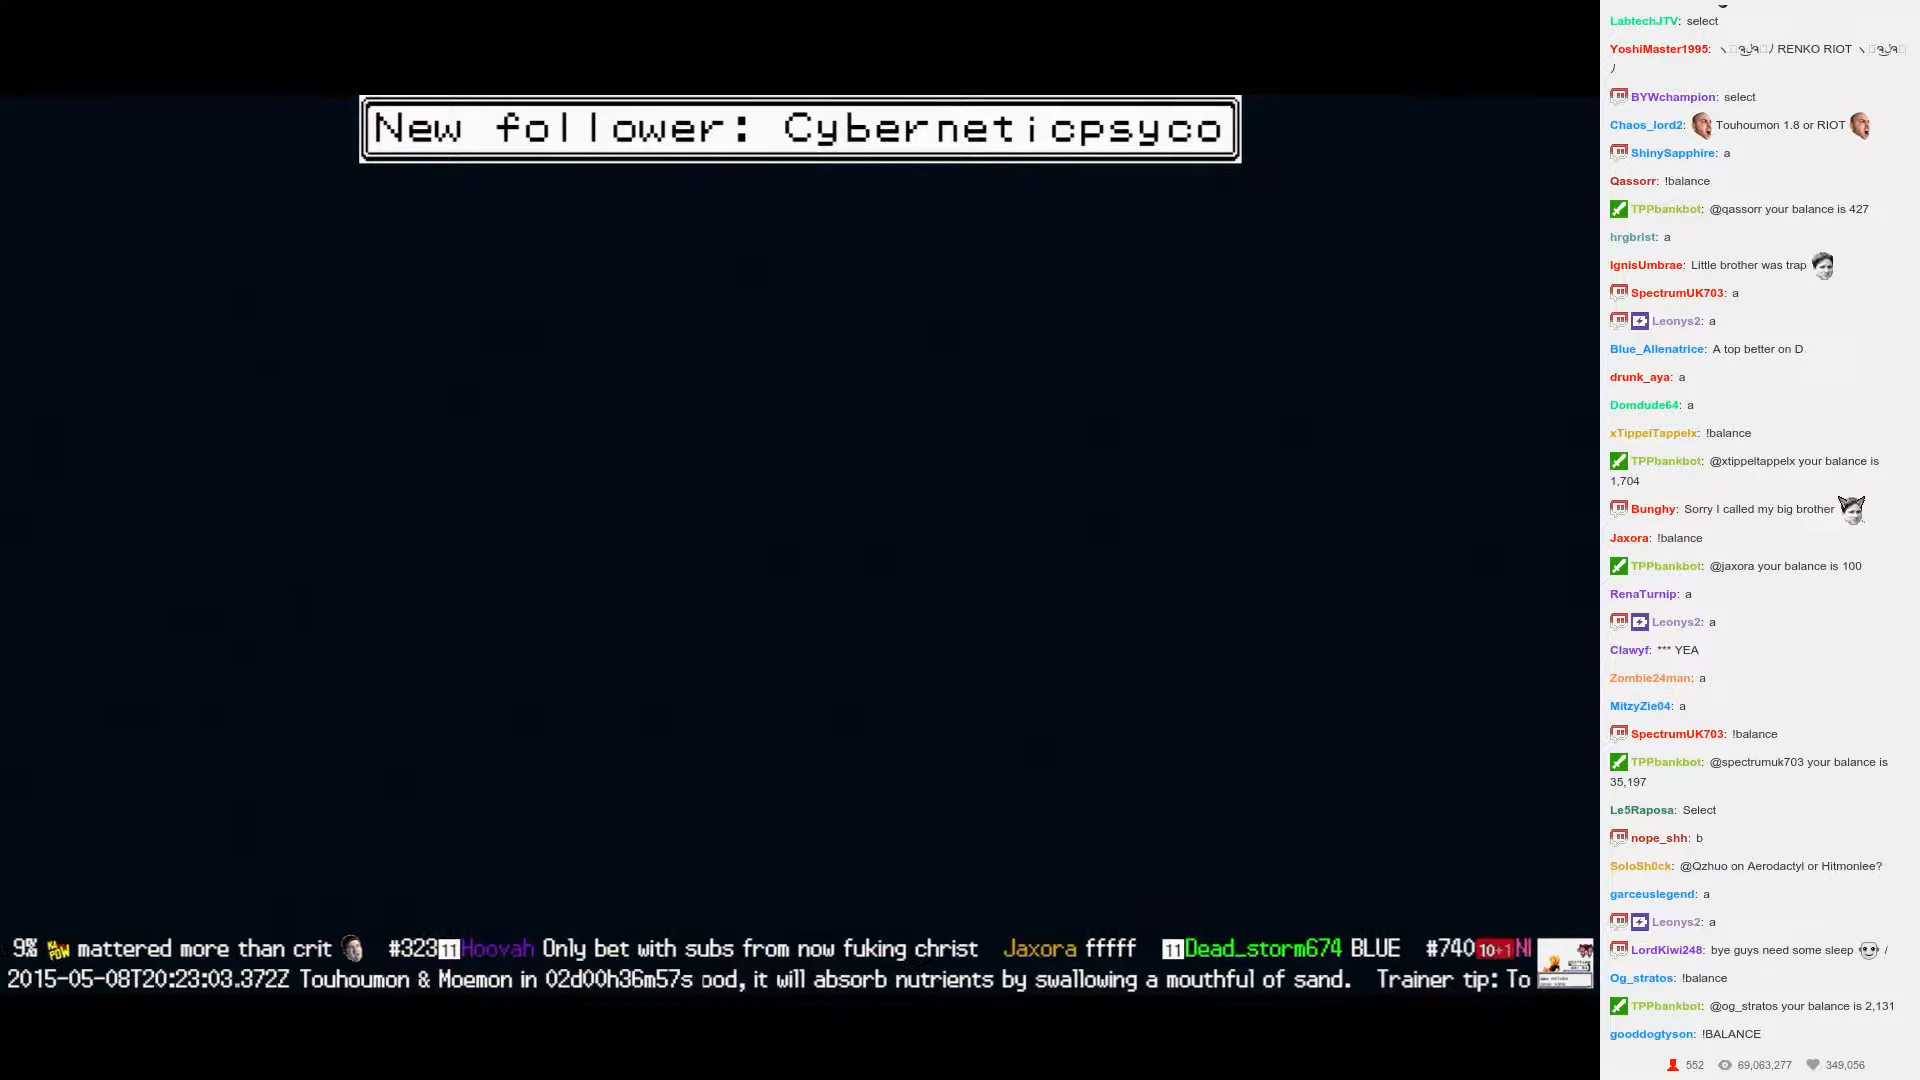 New follower: Cyberneticpsyco
9% mattered more than crit #323 11 Hoovah Only bet with subs from now fuking christ Jaxora fffff 11 Dead_storm674 BLUE #740 10+1
2015-05-08T20:23:03.372Z Touhoumon & Moemon in 02d00h36m57s ood, it will absorb nutrients by swallowing a mouthful of sand. Trainer tip: To
LabtechJTV: select
YoshiMaster1995: RENKO RIOT
BYWchampion: select
Chaos_lord2: Touhoumon 1.8 or RIOT
ShinySapphire: a
Qassorr: !balance
TPPbankbot: @qassorr your balance is 427
hrgbrist: a
IgnisUmbrae: Little brother was trap
SpectrumUK703: a
Leonys2: a
Blue_Allenatrice: A top better on D
drunk_aya: a
Domdude64: a
xTippelTappelx: !balance
TPPbankbot: @xtippeltappelx your balance is
1,704
Bunghy: Sorry I called my big brother
Jaxora: !balance
TPPbankbot: @jaxora your balance is 100
RenaTurnip: a
Leonys2: a
Clawyf: *** YEA
Zombie24man: a
MitzyZie04: a
SpectrumUK703: !balance
TPPbankbot: @spectrumuk703 your balance is
35,197
Le5Raposa: Select
nope_shh: b
SoloSh0ck: @Qzhuo on Aerodactyl or Hitmonlee?
garceuslegend: a
Leonys2: a
LordKiwi248: bye guys need some sleep /
Og_stratos: !balance
TPPbankbot: @og_stratos your balance is 2,131
gooddogtyson: !BALANCE
552 69,063,277 349,056